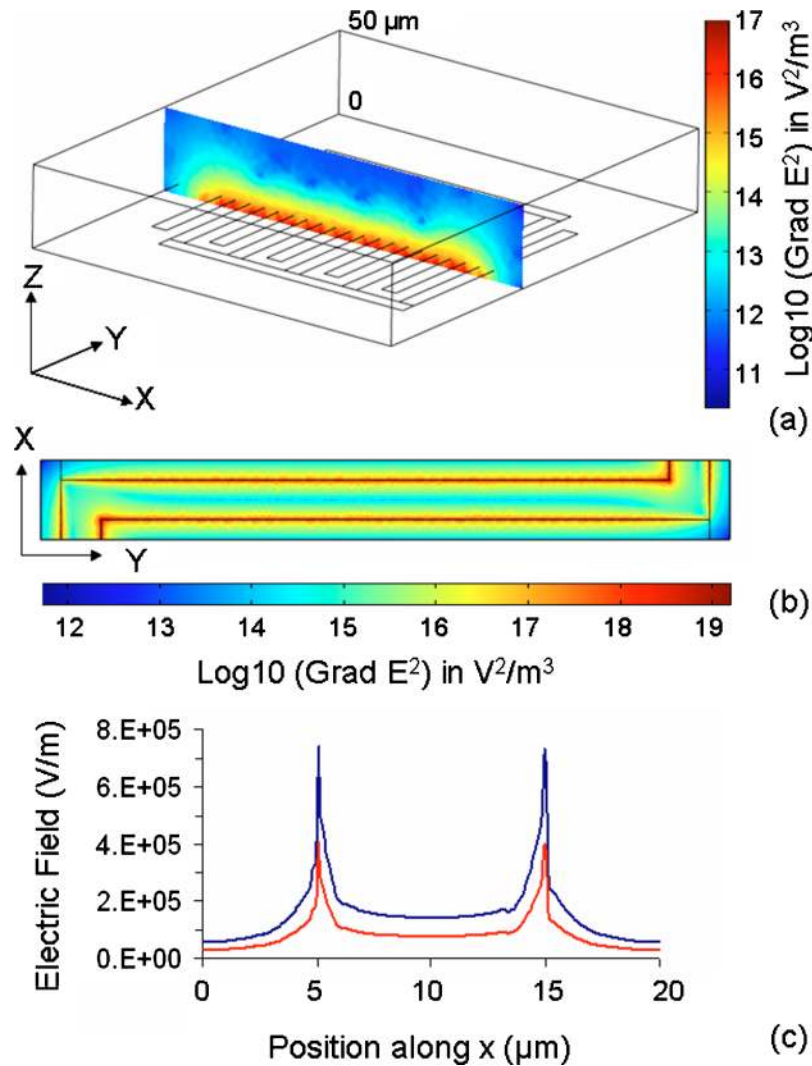 50 µm
0
17
16
15
14
13
12
11
Log10 (Grad E²) in V²/m³
Z
Y
X
(a)
X
Y
12 13 14 15 16 17 18 19
(b)
Log10 (Grad E²) in V²/m³
8.E+05
6.E+05
4.E+05
2.E+05
0.E+00
Electric Field (V/m)
0 5 10 15 20
Position along x (µm)
(c)